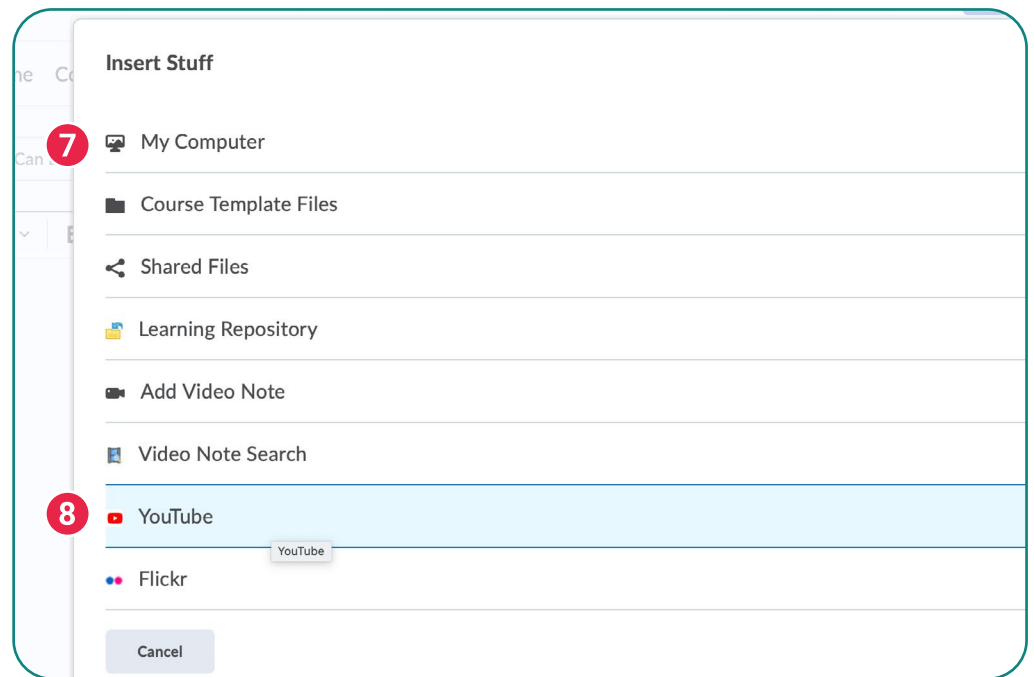 Insert Stuff
7
My Computer
Course Template Files
Shared Files
Learning Repository
Add Video Note
Video Note Search
8
YouTube
YouTube
Flickr
Cancel